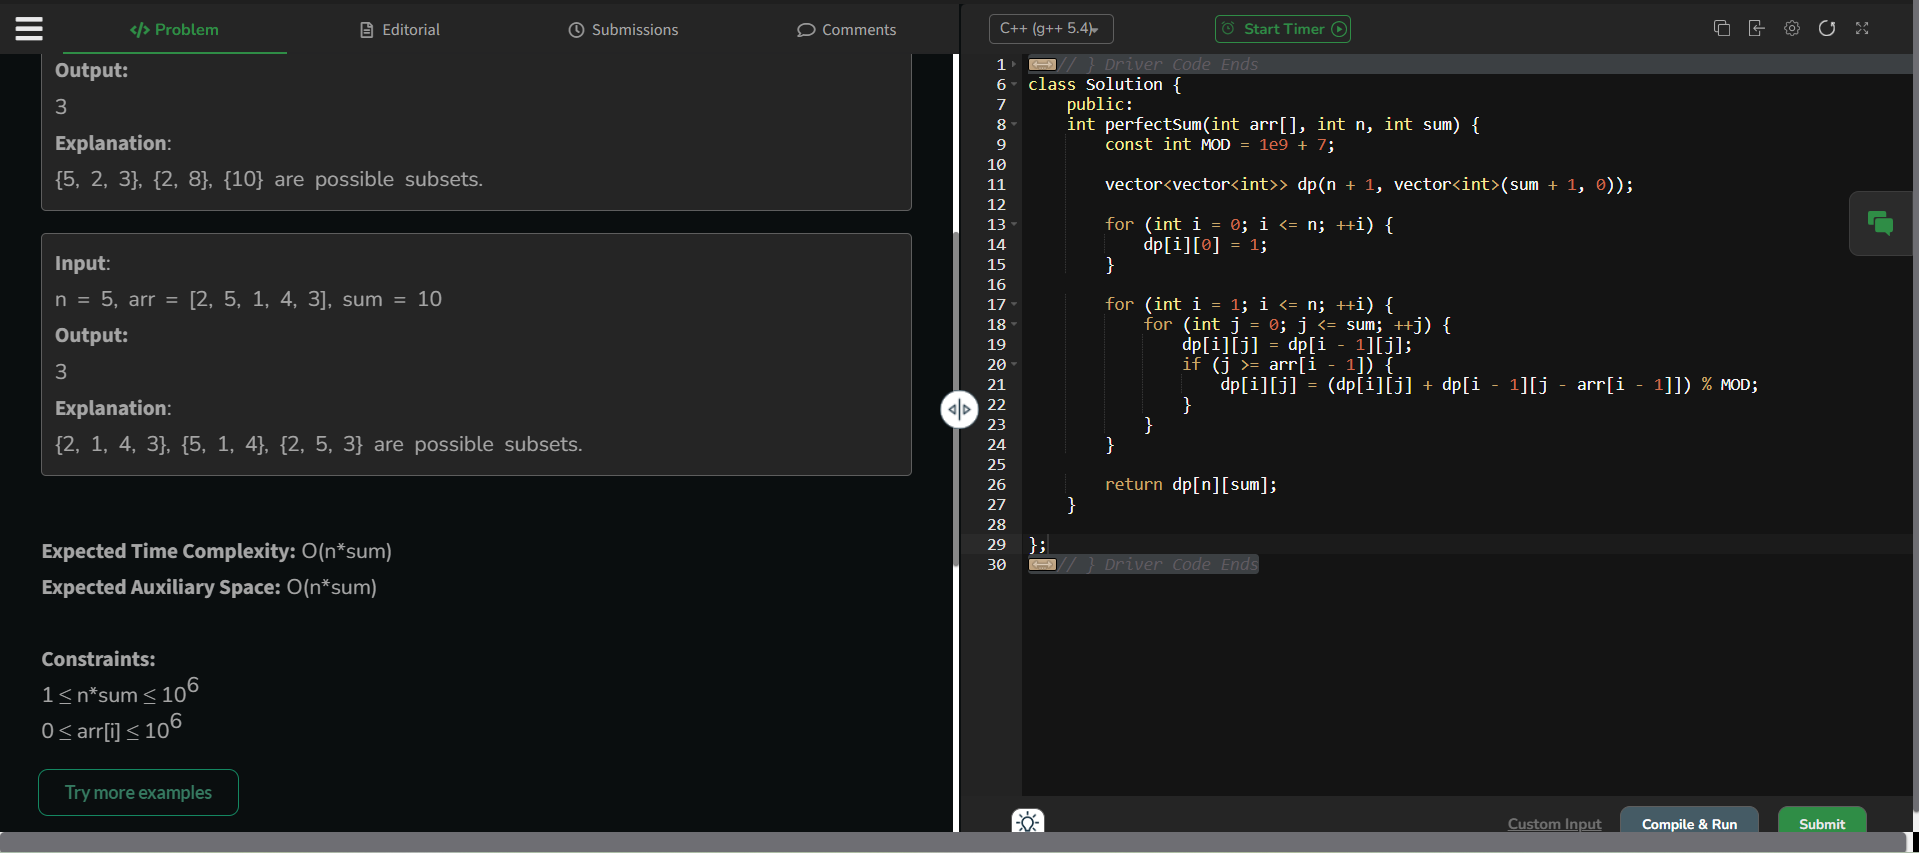 </> Problem
Editorial
Submissions
Comments
Output:
3
Explanation:
{5, 2, 3}, {2, 8}, {10} are possible subsets.
Input:
n = 5, arr = [2, 5, 1, 4, 3], sum = 10
Output:
3
Explanation:
{2, 1, 4, 3}, {5, 1, 4}, {2, 5, 3} are possible subsets.
Expected Time Complexity: O(n*sum)
Expected Auxiliary Space: O(n*sum)
Constraints:
1 ≤ n*sum ≤ 10⁶
0 ≤ arr[i] ≤ 10⁶
Try more examples
C++ (g++ 5.4)
Start Timer
1 // } Driver Code Ends
6 class Solution {
7     public:
8     int perfectSum(int arr[], int n, int sum) {
9         const int MOD = 1e9 + 7;
10
11         vector<vector<int>> dp(n + 1, vector<int>(sum + 1, 0));
12
13         for (int i = 0; i <= n; ++i) {
14             dp[i][0] = 1;
15         }
16
17         for (int i = 1; i <= n; ++i) {
18             for (int j = 0; j <= sum; ++j) {
19                 dp[i][j] = dp[i - 1][j];
20                 if (j >= arr[i - 1]) {
21                     dp[i][j] = (dp[i][j] + dp[i - 1][j - arr[i - 1]]) % MOD;
22                 }
23             }
24         }
25
26         return dp[n][sum];
27     }
28
29 };
30 // } Driver Code Ends
Custom Input
Compile & Run
Submit